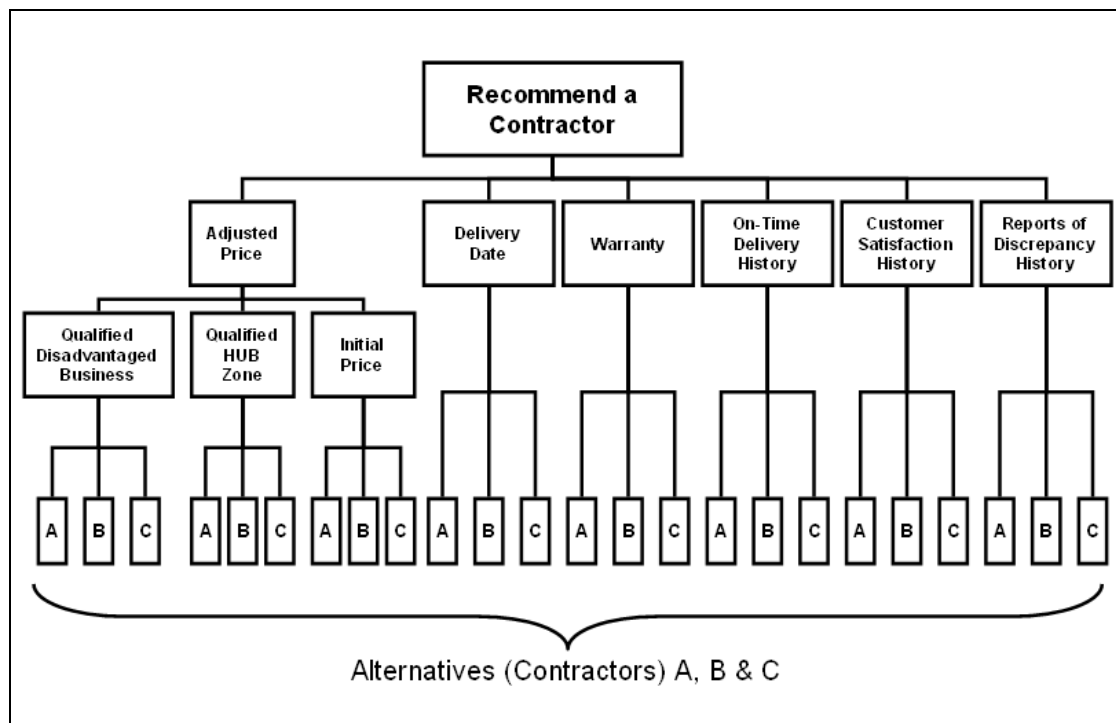 Recommend a
Contractor
Adjusted
Price
Delivery
Date
Warranty
On-Time
Delivery
History
Customer
Satisfaction
History
Reports of
Discrepancy
History
Qualified
Disadvantaged
Business
Qualified
HUB
Zone
Initial
Price
A B C A B C A B C A B C A B C A B C A B C A B C
Alternatives (Contractors) A, B & C